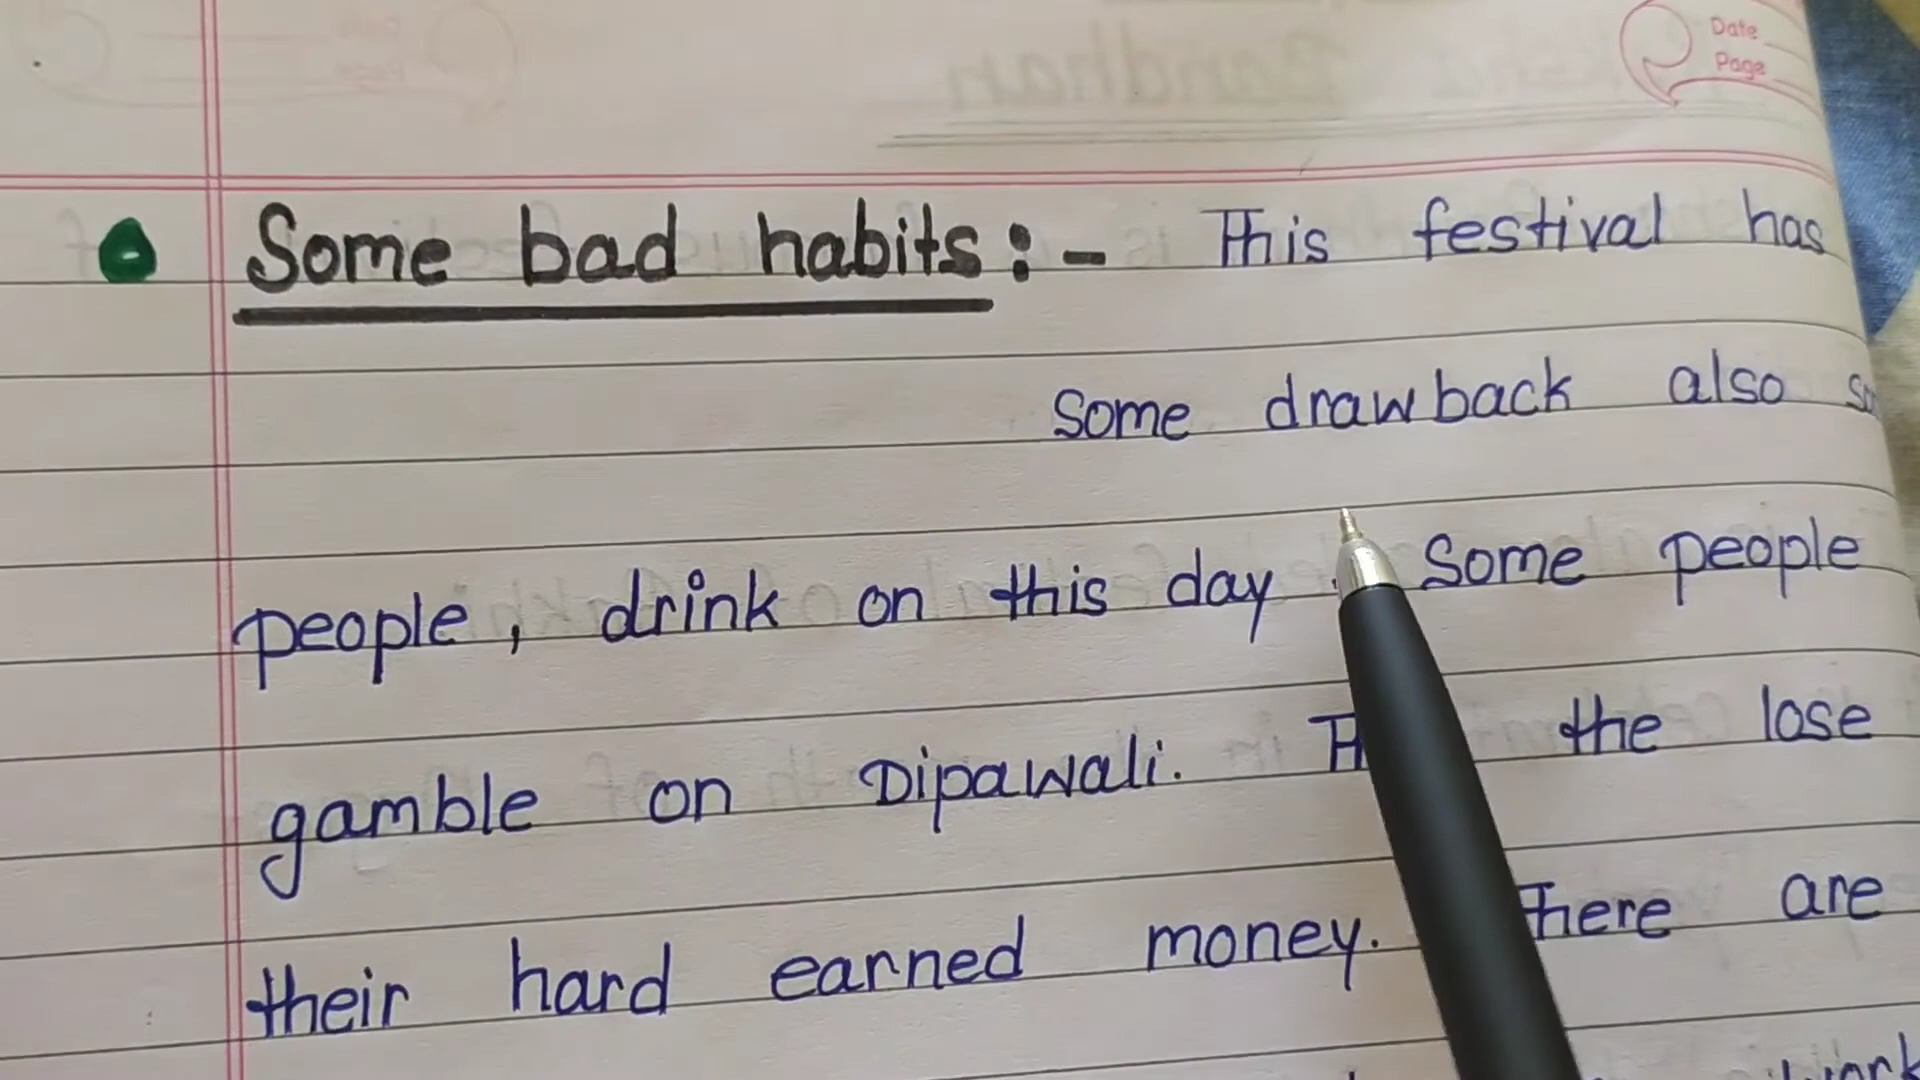 Date
Page
Some bad habits :- This festival has
some drawback also
people, drink on this day. Some people
gamble on Dipawali. the lose
their hard earned money. There are